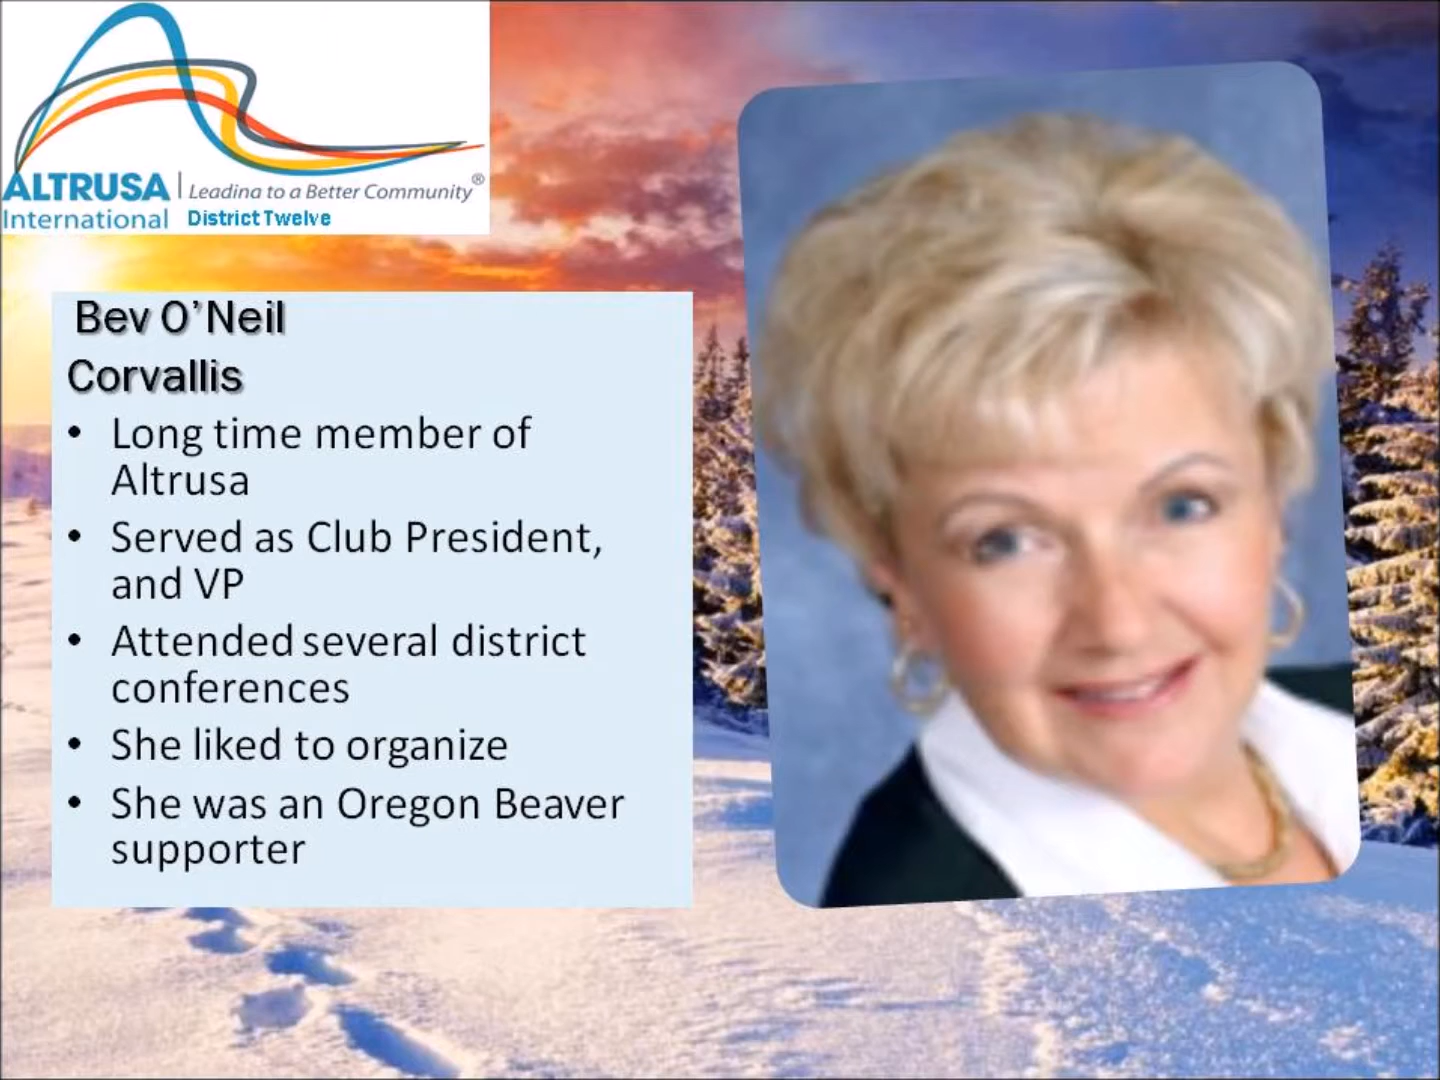 ALTRUSA
International
Leading to a Better Community®
District Twelve
Bev O'Neil
Corvallis
• Long time member of
Altrusa
• Served as Club President,
and VP
• Attended several district
conferences
• She liked to organize
• She was an Oregon Beaver
supporter